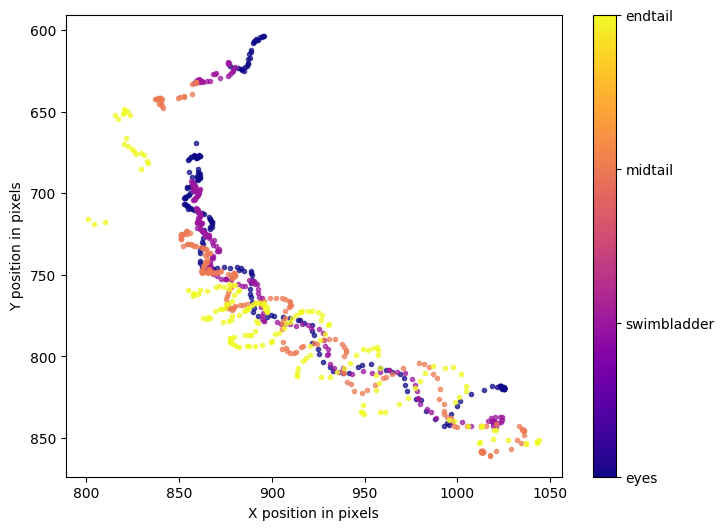 600
650
700
750
800
850
Y position in pixels
800
850
900
950
1000
1050
X position in pixels
endtail
midtail
swimbladder
eyes